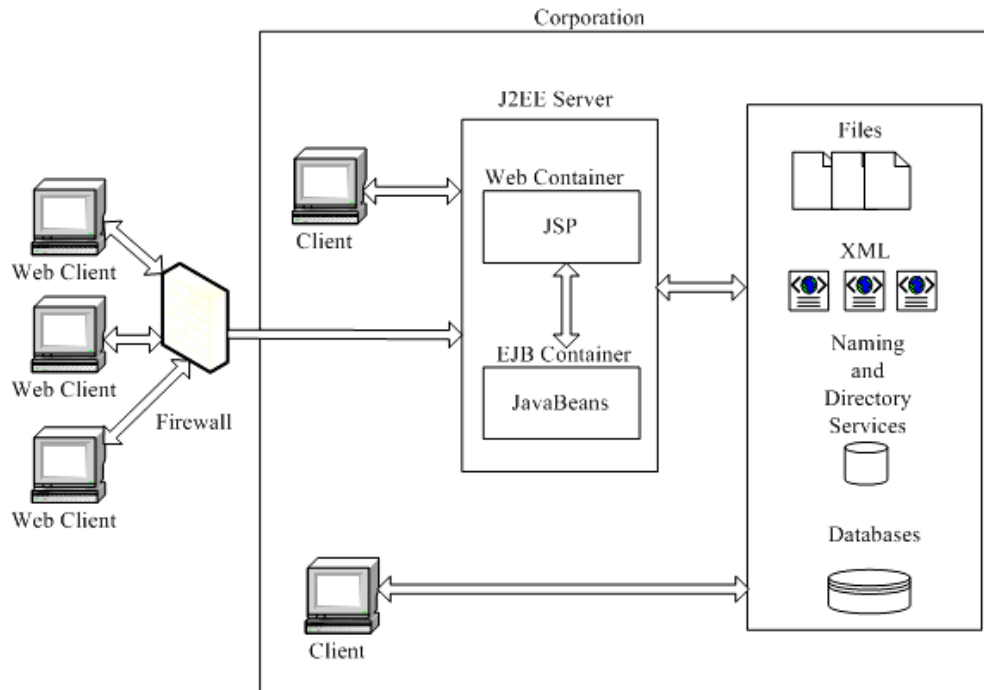 Corporation
J2EE Server
Files
Web Container
JSP
Client
Web Client
XML
Web Client
Naming
and
Directory
Services
EJB Container
JavaBeans
Firewall
Web Client
Databases
Client